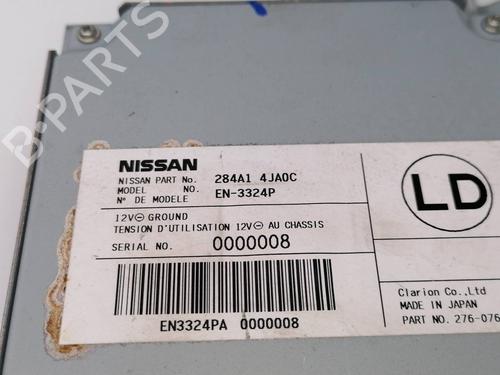 B-PARTS
NISSAN
NISSAN PART No. 284A1 4JA0C
MODEL NO. EN-3324P
N° DE MODELE
LD
12V⊖ GROUND
TENSION D'UTILISATION 12V⊖ AU CHASSIS
SERIAL NO. 0000008
EN3324PA 0000008
Clarion Co.,Ltd
MADE IN JAPAN
PART NO. 276-076